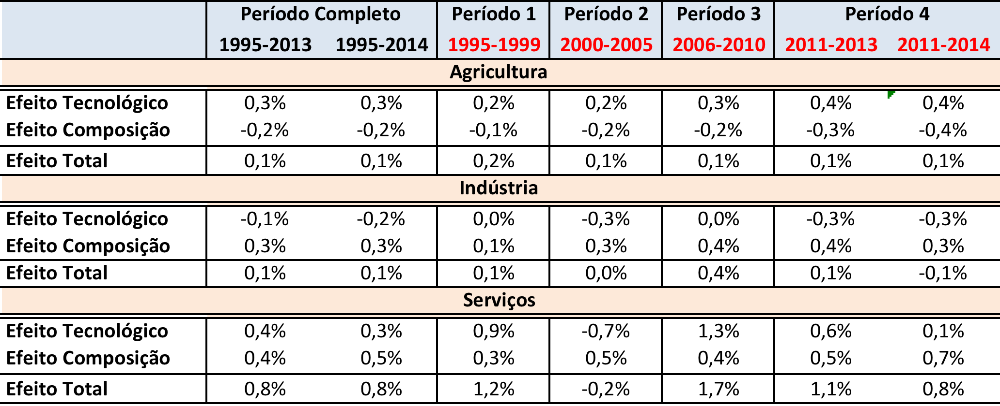 Período Completo Período 1 Período 2 Período 3 Período 4
1995-2013 1995-2014 1995-1999 2000-2005 2006-2010 2011-2013 2011-2014
Agricultura
Efeito Tecnológico 0,3% 0,3% 0,2% 0,2% 0,3% 0,4% 0,4%
Efeito Composição -0,2% -0,2% -0,1% -0,2% -0,2% -0,3% -0,4%
Efeito Total 0,1% 0,1% 0,2% 0,1% 0,1% 0,1% 0,1%
Indústria
Efeito Tecnológico -0,1% -0,2% 0,0% -0,3% 0,0% -0,3% -0,3%
Efeito Composição 0,3% 0,3% 0,1% 0,3% 0,4% 0,4% 0,3%
Efeito Total 0,1% 0,1% 0,1% 0,0% 0,4% 0,1% -0,1%
Serviços
Efeito Tecnológico 0,4% 0,3% 0,9% -0,7% 1,3% 0,6% 0,1%
Efeito Composição 0,4% 0,5% 0,3% 0,5% 0,4% 0,5% 0,7%
Efeito Total 0,8% 0,8% 1,2% -0,2% 1,7% 1,1% 0,8%